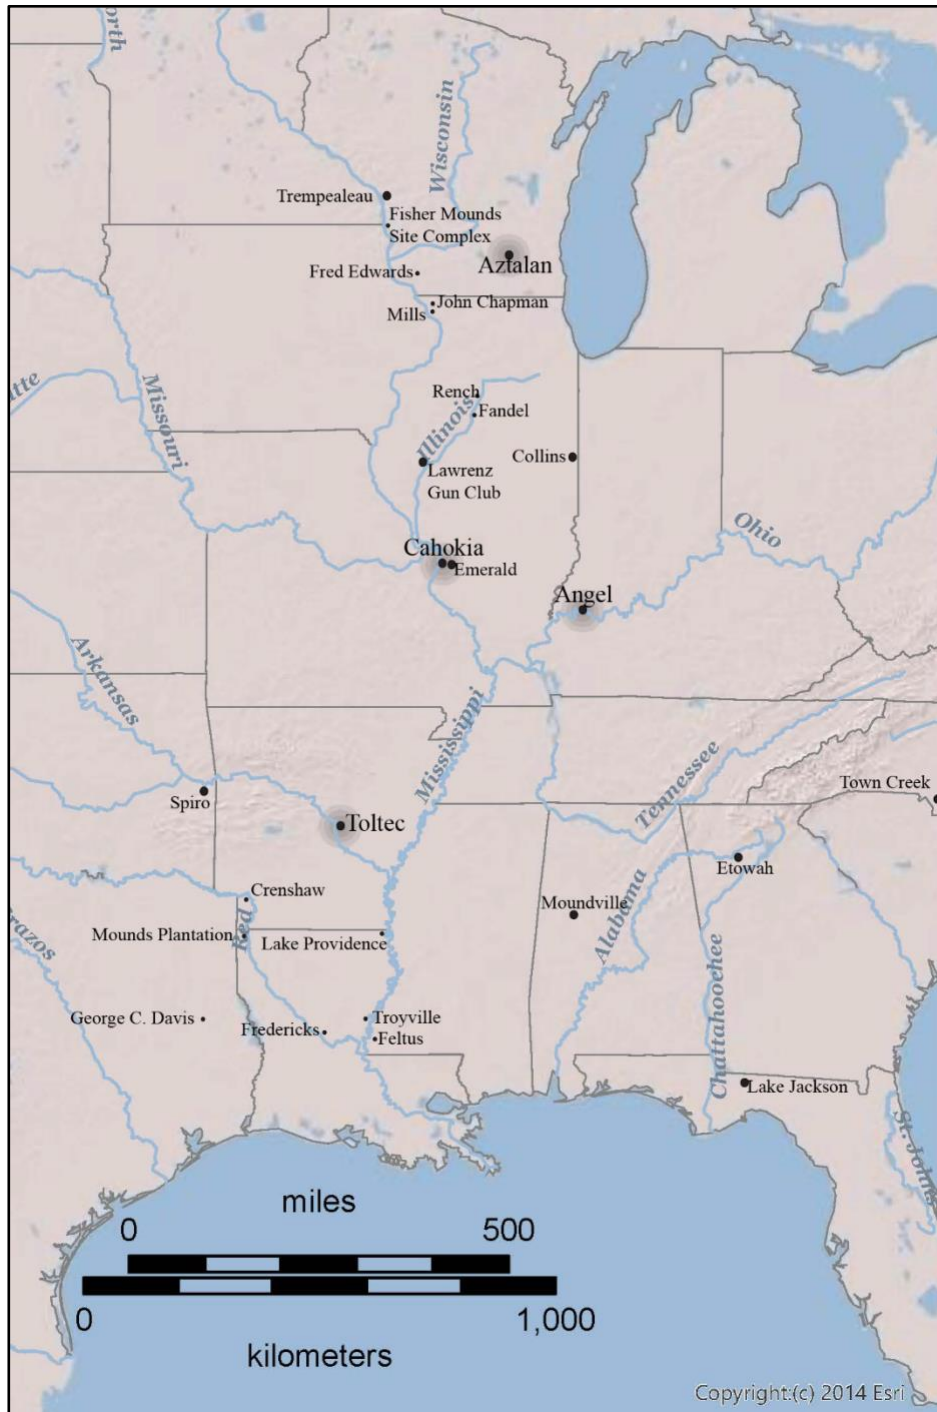 orth
Wisconsin
Trempealeau
Fisher Mounds
Site Complex
Aztalan
Fred Edwards
John Chapman
Mills
atte
Missouri
Rench
Fandel
Illinois
Collins
Lawrenz
Gun Club
Ohio
Cahokia
Emerald
Angel
Arkansas
Mississippi
Tennessee
Town Creek
Spiro
Toltec
Etowah
Crenshaw
Moundville
Alabama
Red
Mounds Plantation
Lake Providence
razos
Chattahoochee
George C. Davis
Troyville
Fredericks
Feltus
Lake Jackson
St. Johns
miles
0 500
0 1,000
kilometers
Copyright:(c) 2014 Esri